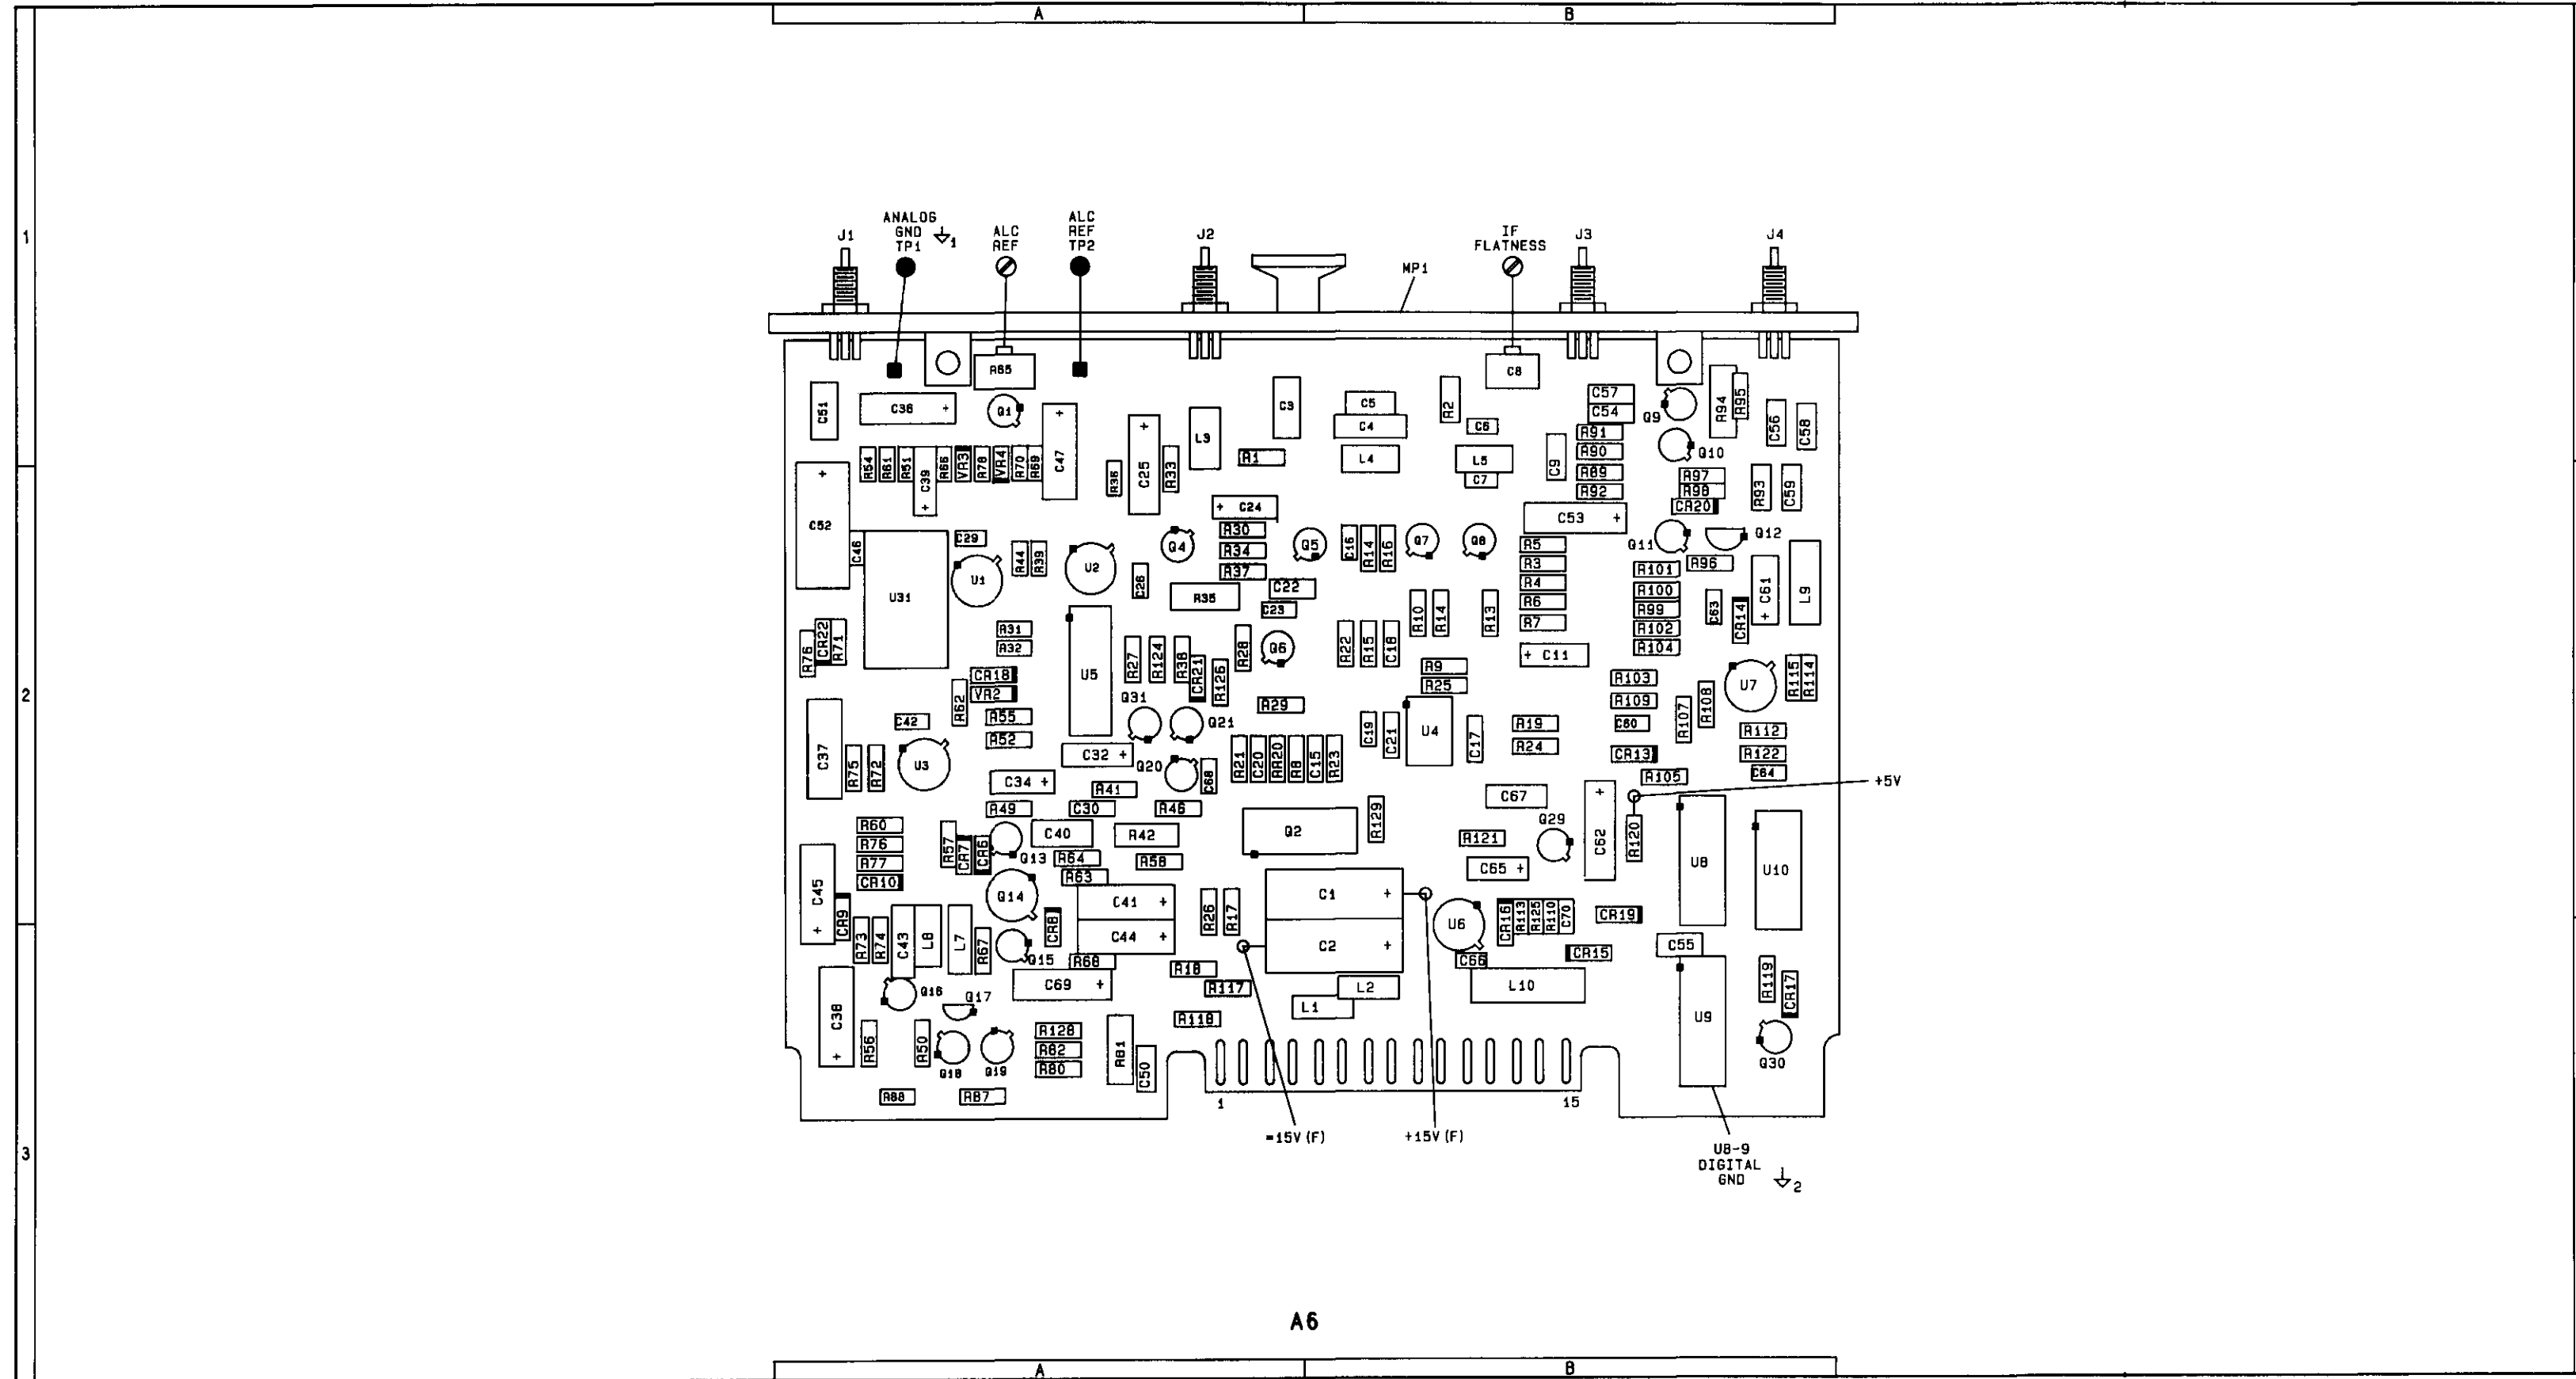 A B
1
2
3
J1
ANALOG
GND
TP1
1
ALC
REF
ALC
REF
TP2
J2
MP1
IF
FLATNESS
J3
J4
R65
C8
C51
C36 +
Q1
C47 +
C25 +
R33
L3
C3
C5
C4
R2
C6
C57
C54
Q9
R94
R95
C56
C58
R91
R90
R89
R92
Q10
R54
R61
R51
C39 +
R66
VR3
R78
VR4
R70
R69
R36
R1
L4
L5
C7
C9
R97
R98
CR20
R93
C59
C52 +
+ C24
C53 +
C46
C29
R44
R39
U2
Q4
R30
R34
R37
Q5
C16
R14
R16
Q7
Q8
R5
R3
R4
R6
R7
Q11
Q12
R96
R101
R100
R99
R102
R104
C63
CR14
C61 +
L9
U31
U1
C26
R35
C22
C23
R10
R14
R13
R76
CR22
R71
R31
R32
U5
R27
R124
R38
CR21
R126
R28
Q6
R22
R15
C18
R9
R25
+ C11
R103
R109
C60
R107
R108
U7
R115
R114
CR18
VR2
R62
R55
R52
C42
Q31
Q21
R29
C19
C21
U4
C17
R19
R24
CR13
R112
R122
C64
R105
C37
R75
R72
U3
C32 +
Q20
C68
R21
C20
RR20
R8
C15
R23
C34 +
R41
R49
C30
R46
C67
C62 +
+5V
R60
R76
R77
CR10
R57
CR7
CR6
Q13
C40
R42
R64
R58
R63
Q2
R129
R121
Q29
R120
U8
U10
C65 +
C45 +
CR9
Q14
C41 +
C44 +
R26
R17
C1 +
C2 +
U6
CR16
R113
R125
R110
C70
CR19
R73
R74
C43
L8
L7
R67
Q15
CR8
R68
C66
CR15
C55
C69 +
R18
R117
L2
L1
L10
R119
CR17
C38 +
Q16
Q17
R56
R50
Q18
Q19
R128
R82
R80
R81
C50
R118
U9
Q30
R88
R87
1 15
=15V (F)
+15V (F)
U8-9
DIGITAL
GND
2
A6
A B